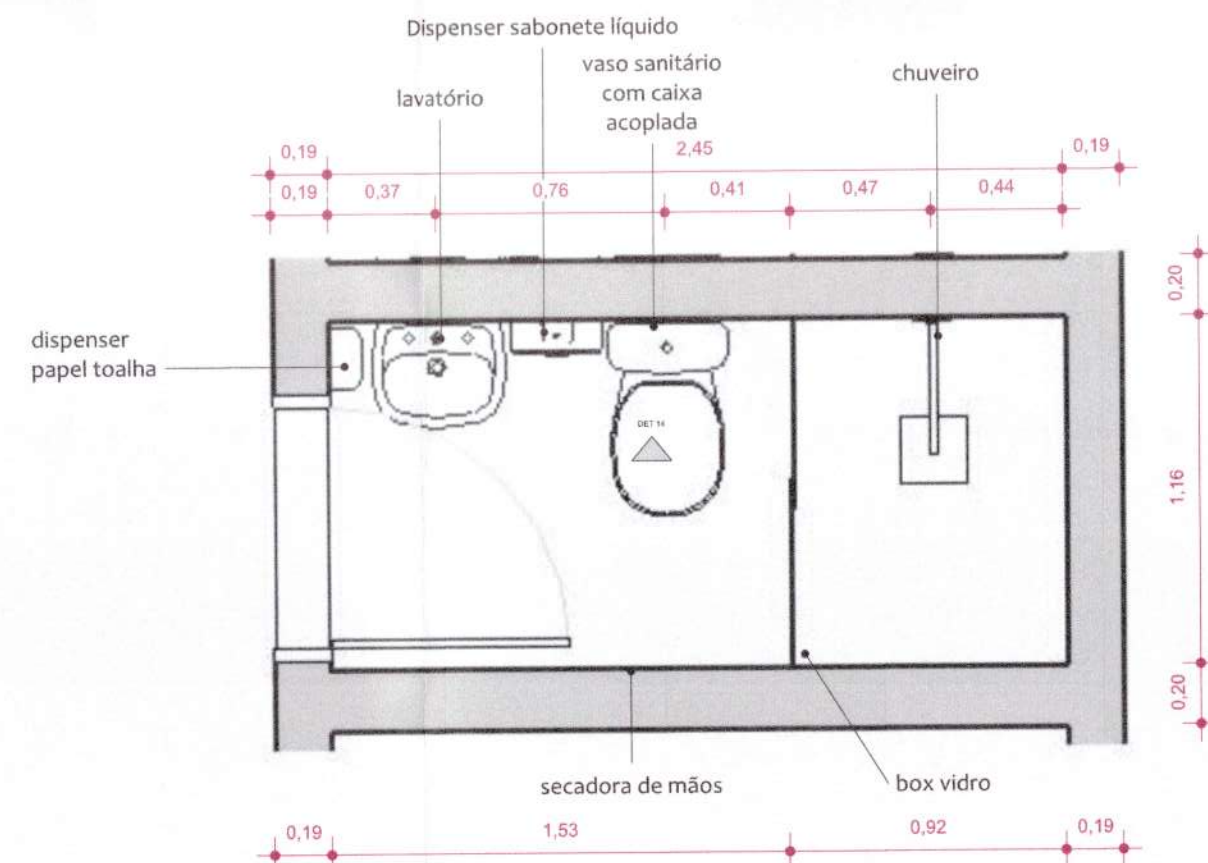 Dispenser sabonete líquido
vaso sanitário
com caixa
acoplada
chuveiro
lavatório
0,19
2,45
0,19
0,19
0,37
0,76
0,41
0,47
0,44
0,20
dispenser
papel toalha
DET 14
1,16
0,20
secadora de mãos
box vidro
0,19
1,53
0,92
0,19